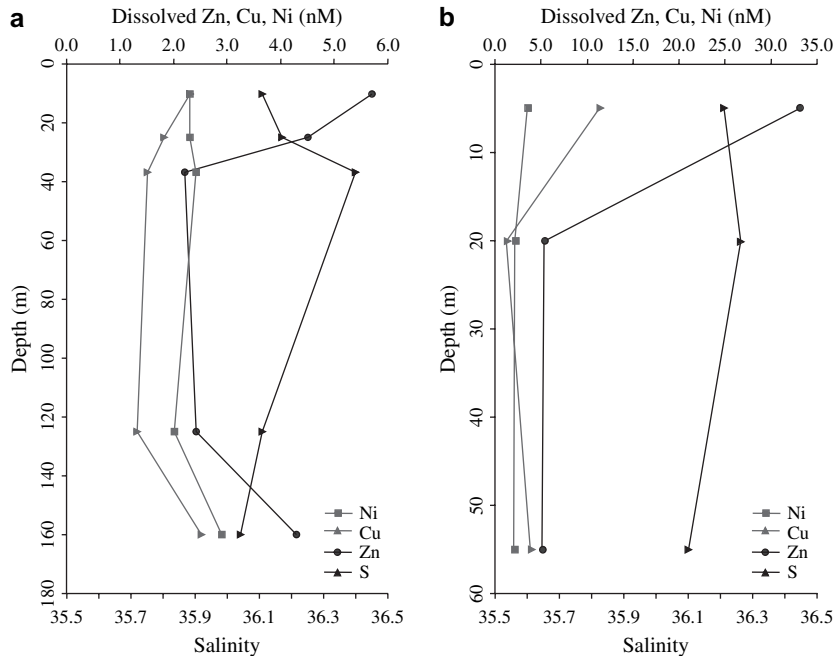 a
Dissolved Zn, Cu, Ni (nM)
0.0 1.0 2.0 3.0 4.0 5.0 6.0
0
20
40
60
80
100
120
140
160
180
Depth (m)
Ni
Cu
Zn
S
35.5 35.7 35.9 36.1 36.3 36.5
Salinity
b
Dissolved Zn, Cu, Ni (nM)
0.0 5.0 10.0 15.0 20.0 25.0 30.0 35.0
0
10
20
30
40
50
60
Depth (m)
Ni
Cu
Zn
S
35.5 35.7 35.9 36.1 36.3 36.5
Salinity